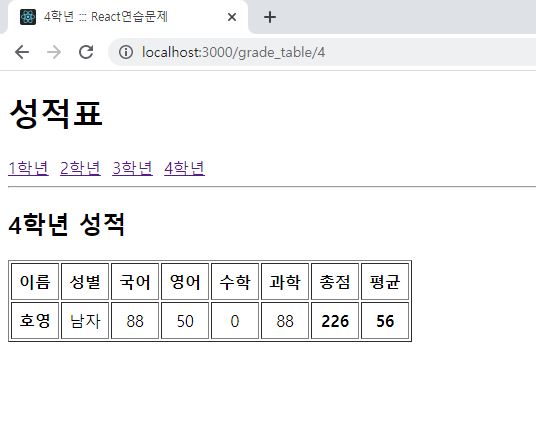 4학년 ::: React연습문제
localhost:3000/grade_table/4
성적표
1학년 2학년 3학년 4학년
4학년 성적
이름 성별 국어 영어 수학 과학 총점 평균
호영 남자 88 50 0 88 226 56